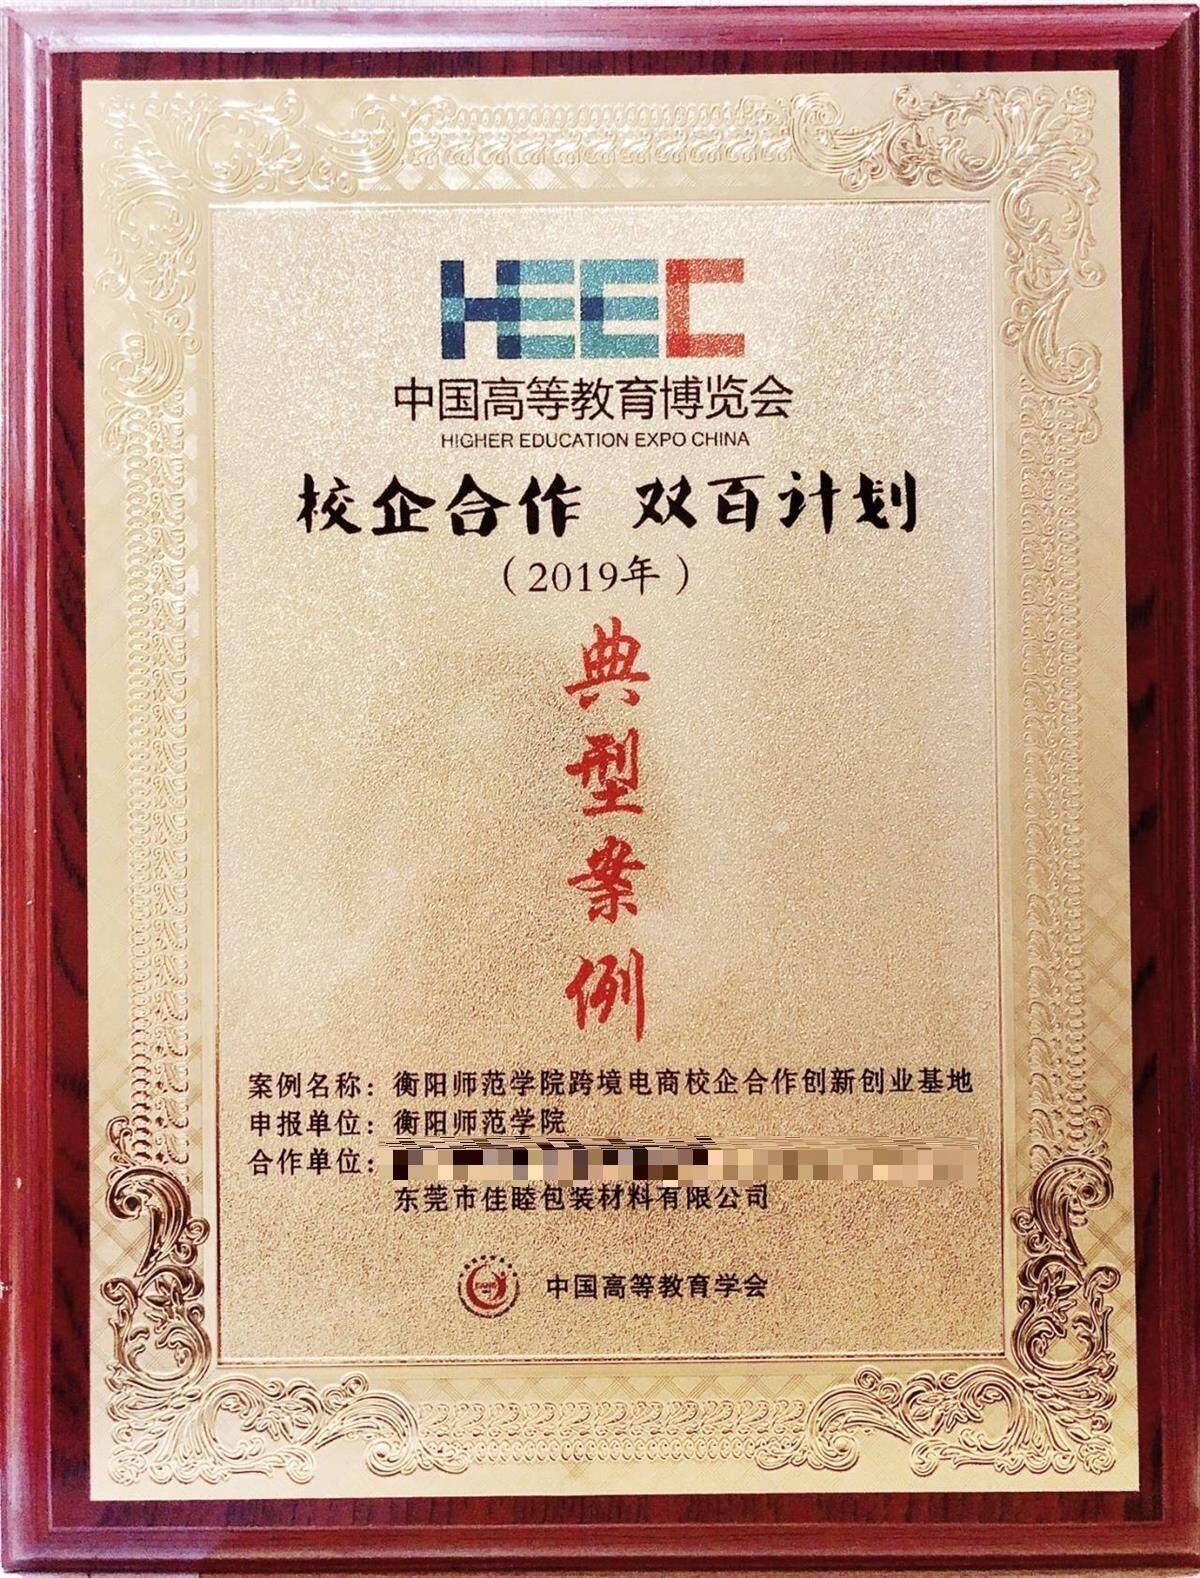 HEEC
中国高等教育博览会
HIGHER EDUCATION EXPO CHINA
校企合作 双百计划
（2019年）
典型案例
案例名称：衡阳师范学院跨境电商校企合作创新创业基地
申报单位：衡阳师范学院
合作单位：
东莞市佳睦包装材料有限公司
中国高等教育学会